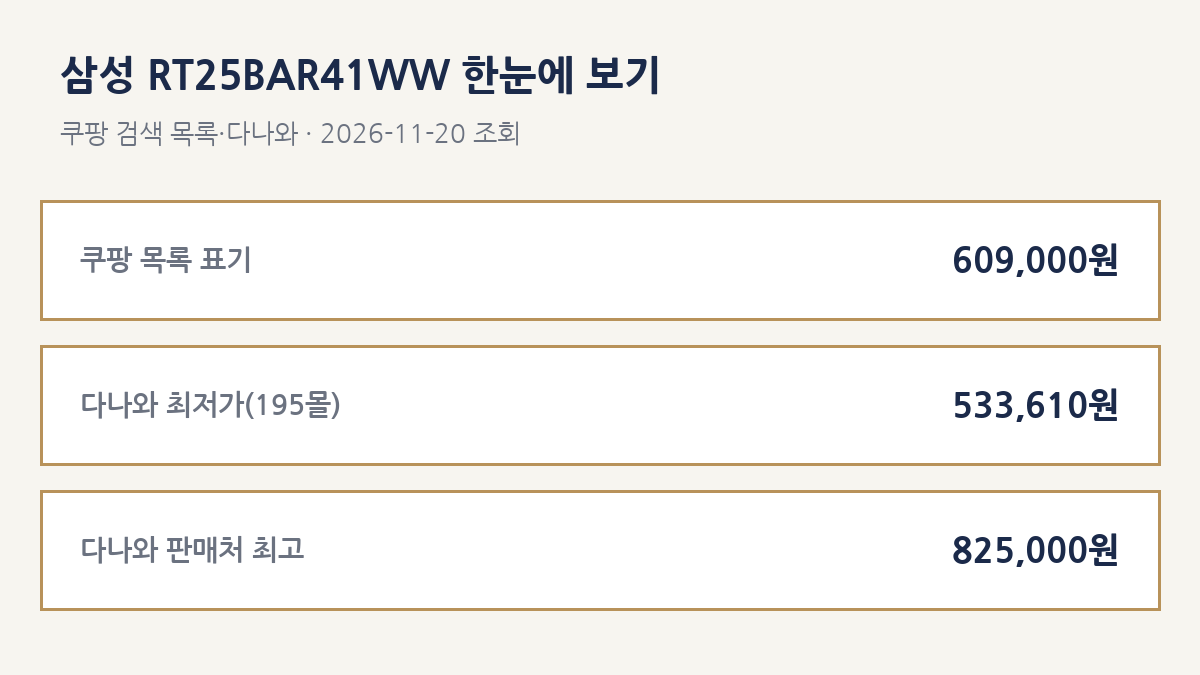 삼성 RT25BAR41WW 한눈에 보기
쿠팡 검색 목록·다나와 · 2026-11-20 조회
쿠팡 목록 표기 609,000원
다나와 최저가(195몰) 533,610원
다나와 판매처 최고 825,000원